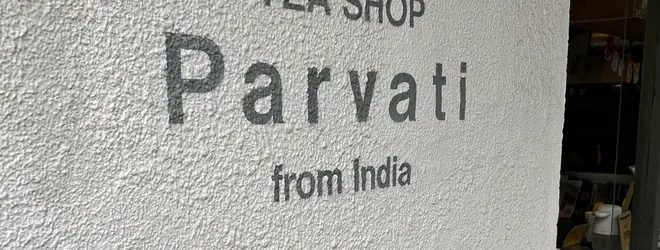 TEA SHOP
Parvati
from India